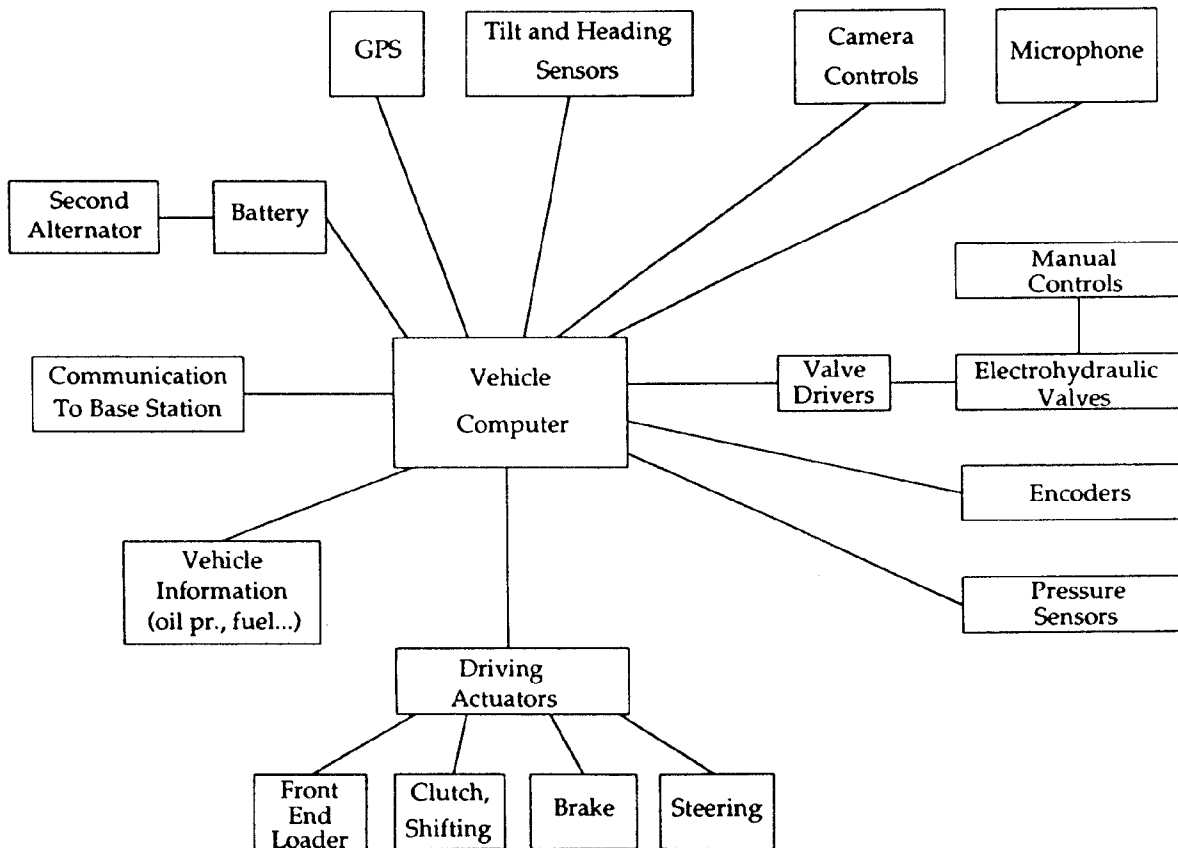 GPS
Tilt and Heading
Sensors
Camera
Controls
Microphone
Second
Alternator
Battery
Manual
Controls
Communication
To Base Station
Vehicle
Computer
Valve
Drivers
Electrohydraulic
Valves
Encoders
Vehicle
Information
(oil pr., fuel...)
Pressure
Sensors
Driving
Actuators
Front
End
Loader
Clutch,
Shifting
Brake
Steering